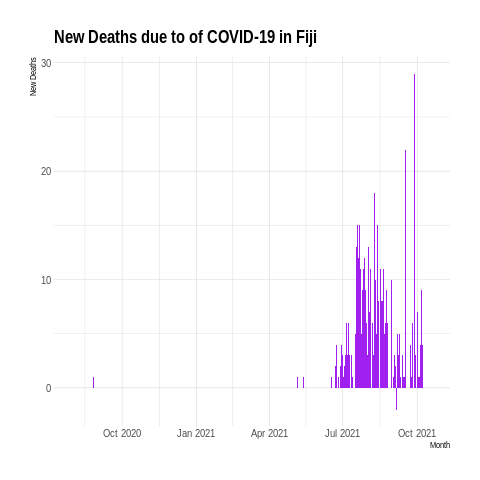 New Deaths due to of COVID-19 in Fiji
New Deaths
30
20
10
0
Oct 2020 Jan 2021 Apr 2021 Jul 2021 Oct 2021
Month